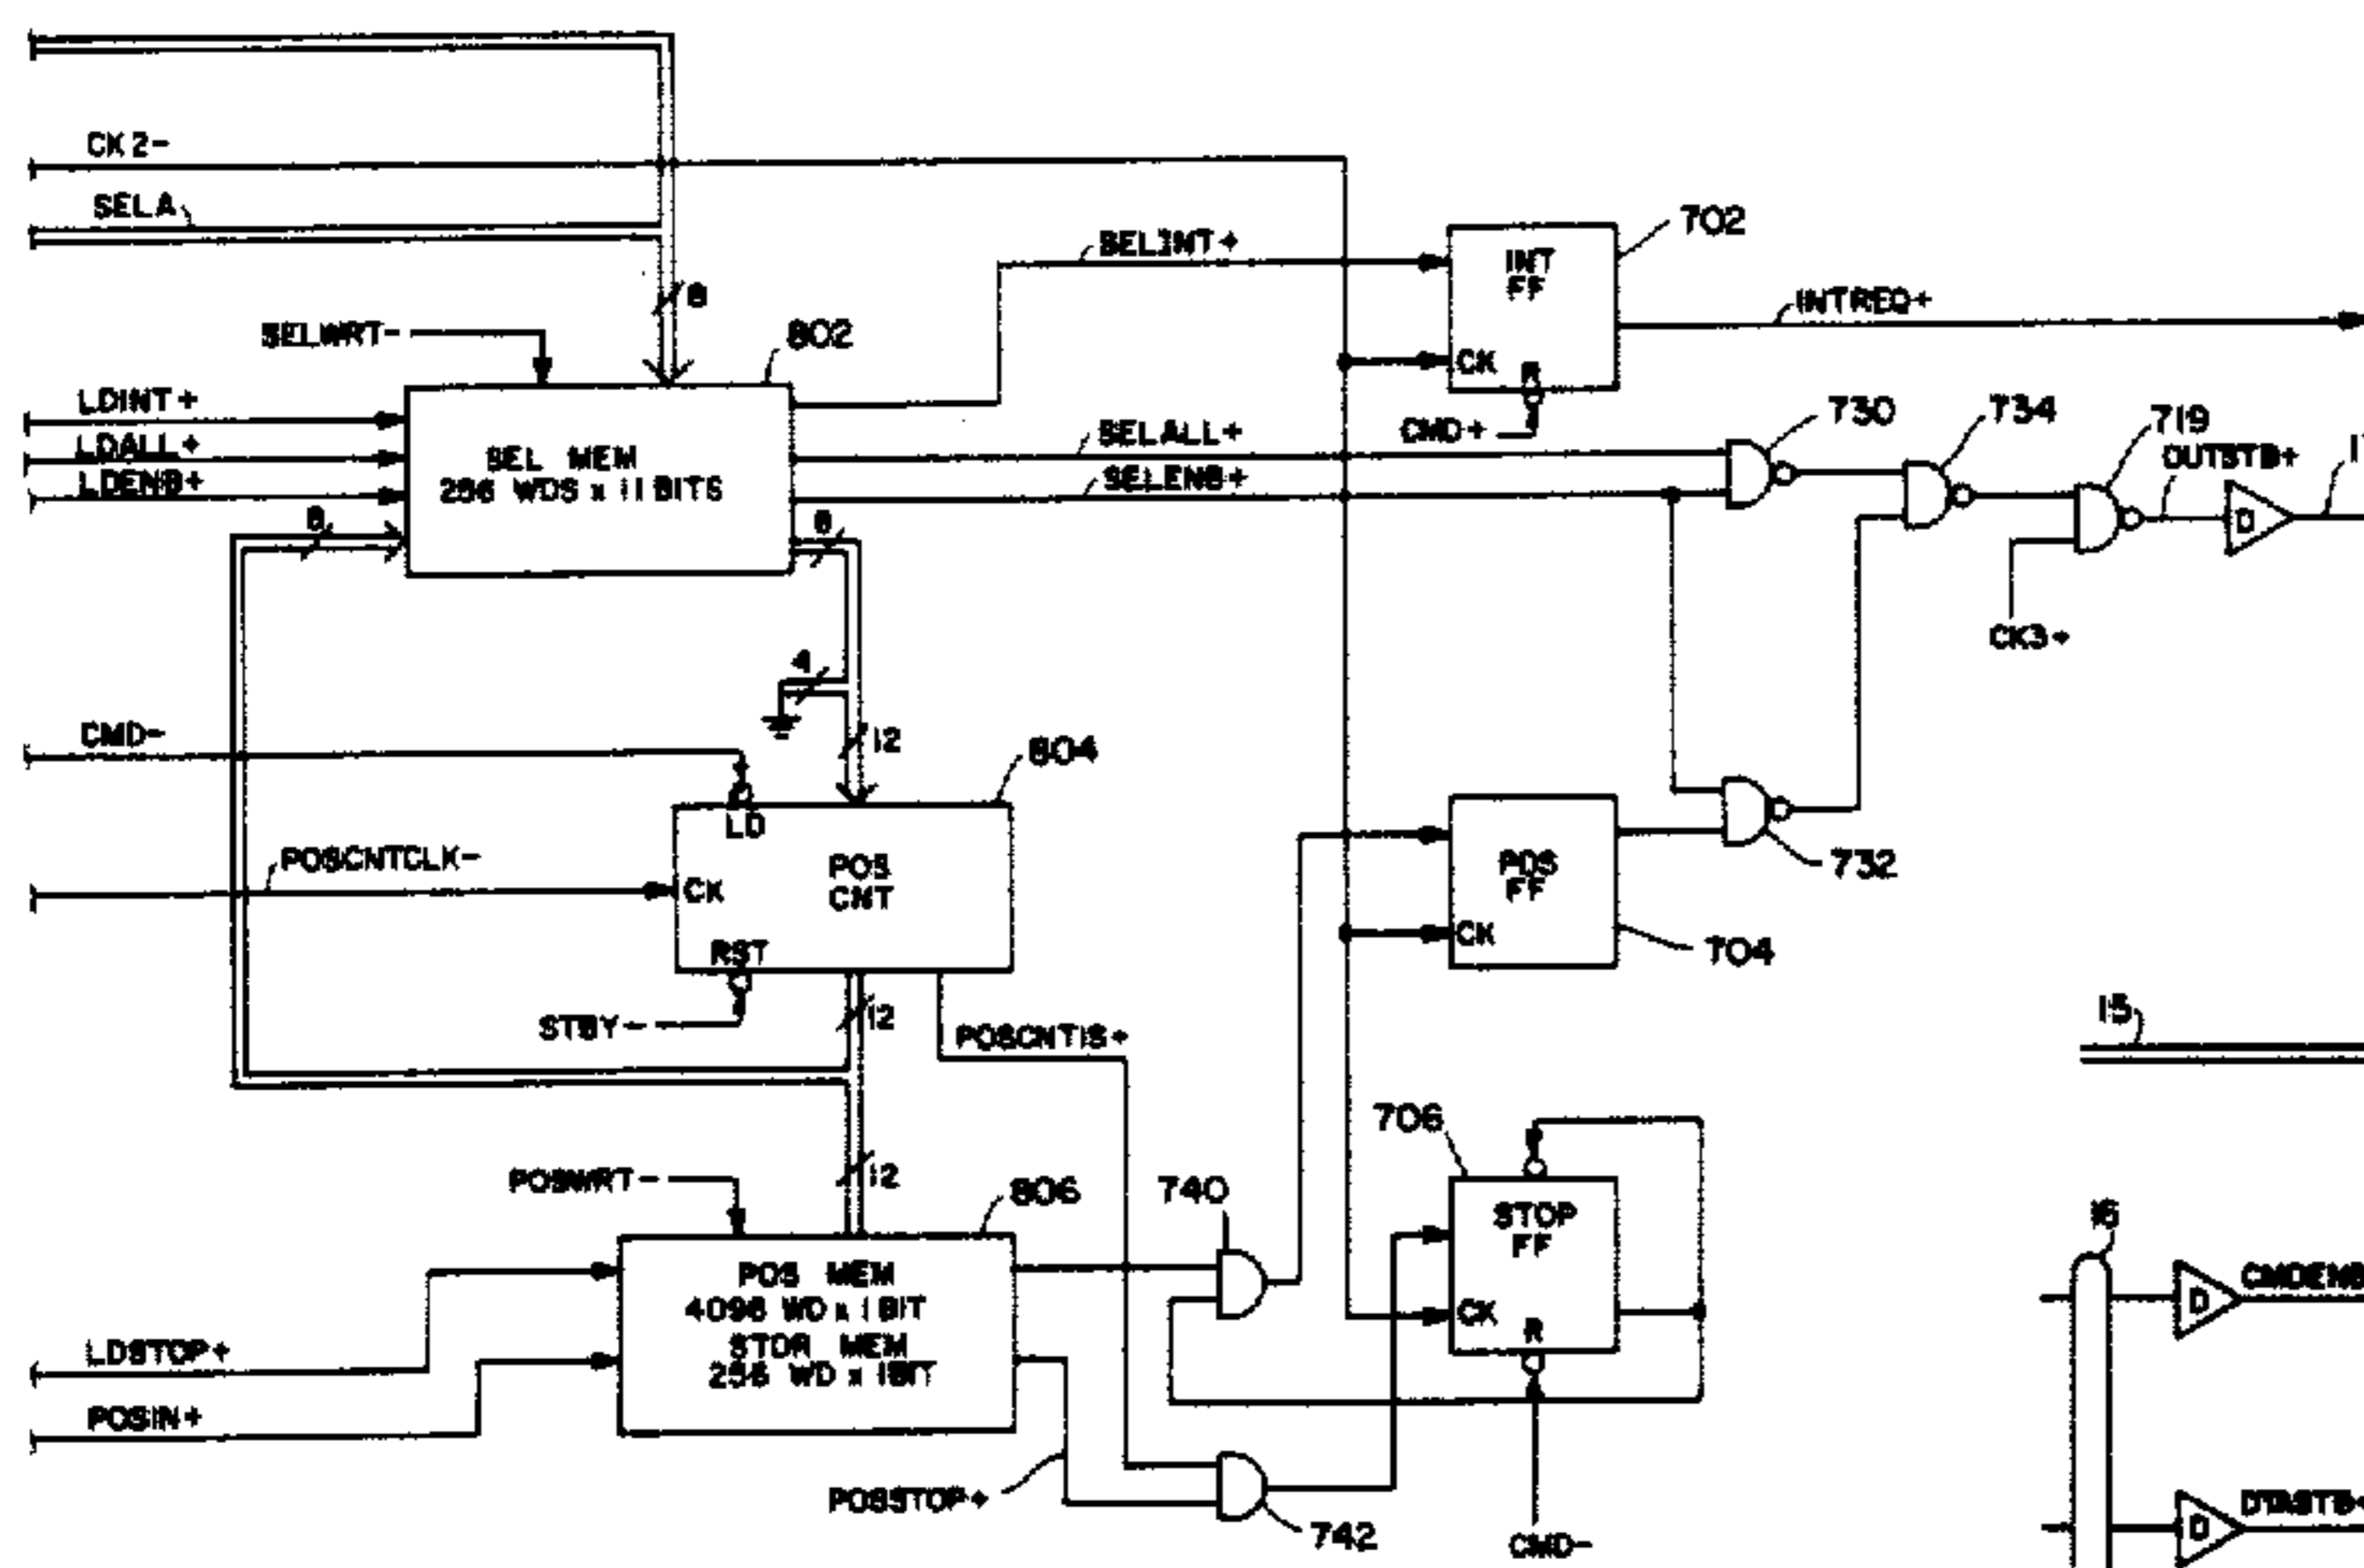 CK 2-
SELA
SELINT+
702
INT
FF
CK
R
INTREQ+
8
SELWRT-
802
LDINT+
LDALL+
LDENB+
SEL MEM
256 WDS x 11 BITS
CMD+
SELALL+
SELENB+
730
734
719
OUTSTB+
D
CK3+
8
8
4
12
CMD-
804
LD
POSCNTCLK-
CK
POS
CNT
RST
STBY-
12
POS
FF
CK
704
732
POSCNTIS+
15
706
POSWRT-
12
806
740
STOP
FF
CK
R
16
POS MEM
4096 WD x 1 BIT
STOR MEM
256 WD x 1 BIT
LDSTOP+
POSIN+
POSSTOP+
742
CMD-
D
CMDENB
D
DTASTB+